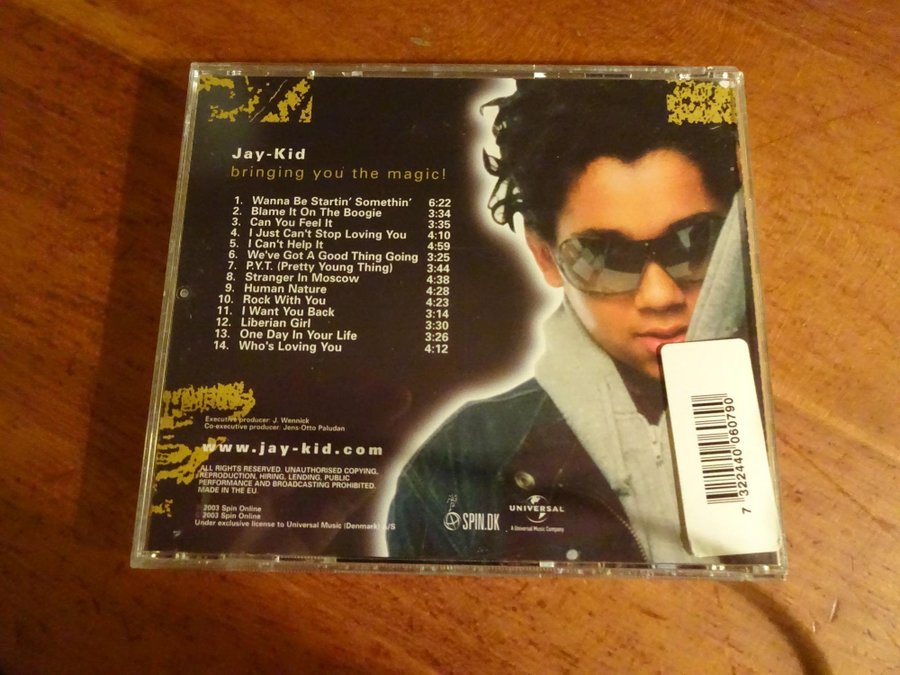 Jay-Kid
bringing you the magic!
1. Wanna Be Startin' Somethin' 6:22
2. Blame It On The Boogie 3:34
3. Can You Feel It 3:35
4. I Just Can't Stop Loving You 4:10
5. I Can't Help It 4:59
6. We've Got A Good Thing Going 3:25
7. P.Y.T. (Pretty Young Thing) 3:44
8. Stranger In Moscow 4:38
9. Human Nature 4:28
10. Rock With You 4:23
11. I Want You Back 3:14
12. Liberian Girl 3:30
13. One Day In Your Life 3:26
14. Who's Loving You 4:12
Executive producer: J. Wennick
Co-executive producer: Jens-Otto Paludan
www.jay-kid.com
ALL RIGHTS RESERVED. UNAUTHORISED COPYING,
REPRODUCTION, HIRING, LENDING, PUBLIC
PERFORMANCE AND BROADCASTING PROHIBITED.
MADE IN THE EU.
2003 Spin Online
2003 Spin Online
Under exclusive license to Universal Music (Denmark) A/S
SPIN.DK
UNIVERSAL
A Universal Music Company
7 322440 060790